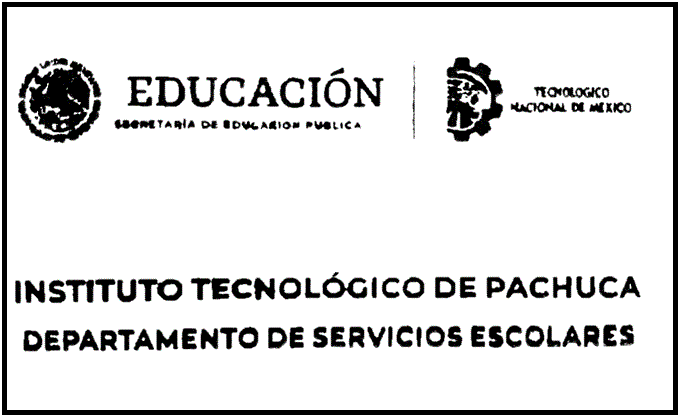 EDUCACIÓN
SECRETARÍA DE EDUCACIÓN PÚBLICA
TECNOLÓGICO
NACIONAL DE MÉXICO
INSTITUTO TECNOLÓGICO DE PACHUCA
DEPARTAMENTO DE SERVICIOS ESCOLARES